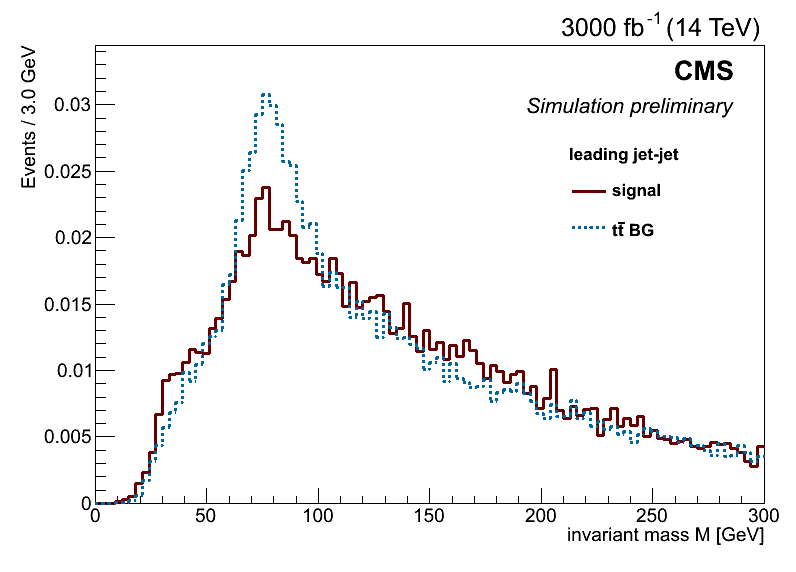 3000 fb⁻¹ (14 TeV)
CMS
Simulation preliminary
leading jet-jet
signal
tt̄ BG
Events / 3.0 GeV
0.03
0.025
0.02
0.015
0.01
0.005
0
0 50 100 150 200 250 300
invariant mass M [GeV]